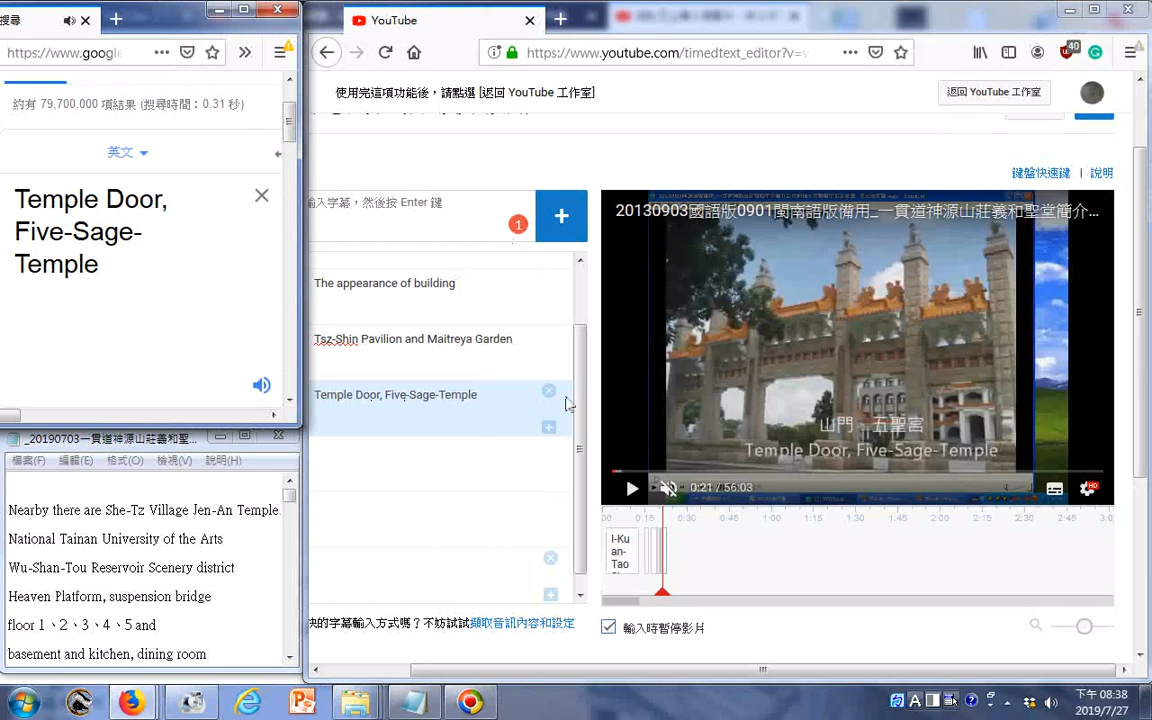 搜尋
https://www.google
約有 79,700,000 項結果 (搜尋時間：0.31 秒)
英文
Temple Door,
Five-Sage-
Temple
YouTube
https://www.youtube.com/timedtext_editor?v=
40
使用完這項功能後，請點選 [返回 YouTube 工作室]
返回 YouTube 工作室
鍵盤快速鍵 | 說明
輸入字幕，然後按 Enter 鍵
1
The appearance of building
Tsz-Shin Pavilion and Maitreya Garden
Temple Door, Five-Sage-Temple
20130903國語版0901閩南語版備用_一貫道神源山莊義和聖堂簡介...
山門、五聖宮
Temple Door, Five-Sage-Temple
0:21 / 56:03
HD
:00 0:15 0:30 0:45 1:00 1:15 1:30 1:45 2:00 2:15 2:30 2:45 3:0
I-Ku
an-
Tao
快的字幕輸入方式嗎？不妨試試擷取音訊內容和設定
輸入時暫停影片
_20190703一貫道神源山莊義和聖...
檔案(F) 編輯(E) 格式(O) 檢視(V) 說明(H)
Nearby there are She-Tz Village Jen-An Temple.
National Tainan University of the Arts
Wu-Shan-Tou Reservoir Scenery district
Heaven Platform, suspension bridge
floor 1、2、3、4、5 and
basement and kitchen, dining room
下午 08:38
2019/7/27